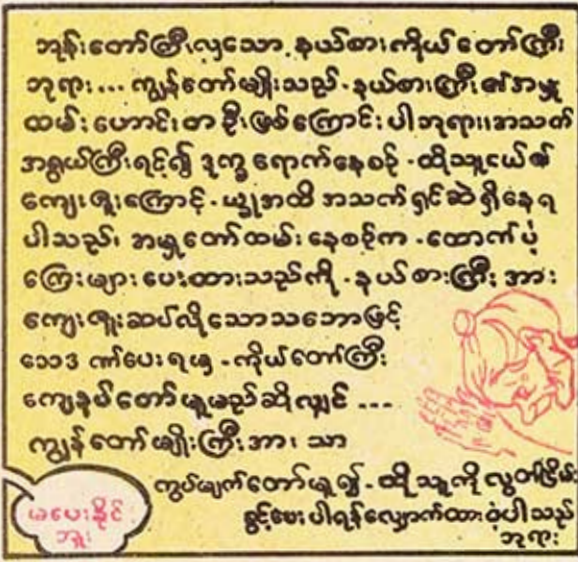 ဘုန်းတော်ကြီးလှသော နယ်စားကိုယ်တော်ကြီး
ဘုရား... ကျွန်တော်မျိုးသည်-နယ်စားကြီး၏အမှု
ထမ်းဟောင်းတဦးဖြစ်ကြောင်းပါဘုရား၊အသက်
အရွယ်ကြီးရင့်၍ ဒုက္ခရောက်နေစဉ်-ထိုသူငယ်၏
ကျေးဇူးကြောင့်-ယ္ခုအထိ အသက်ရှင်ဆဲရှိနေရ
ပါသည်၊ အမှုတော်ထမ်းနေစဉ်က-ထောက်ပံ့
ကြေးများပေးထားသည်ကို-နယ်စားကြီးအား
ကျေးဇူးဆပ်လိုသောသဘောဖြင့်
သေဒဏ်ပေးရယူ-ကိုယ်တော်ကြီး
ကျေနပ်တော်မူမည်ဆိုလျှင်...
ကျွန်တော်မျိုးကြီးအား သာ
ကွပ်မျက်တော်မူ၍-ထိုသူကိုလွတ်ငြိမ်း
ခွင့်ပေးပါရန်လျှောက်ထားဝံ့ပါသည်
ဘုရား
မပေးနိုင်
ဘူး